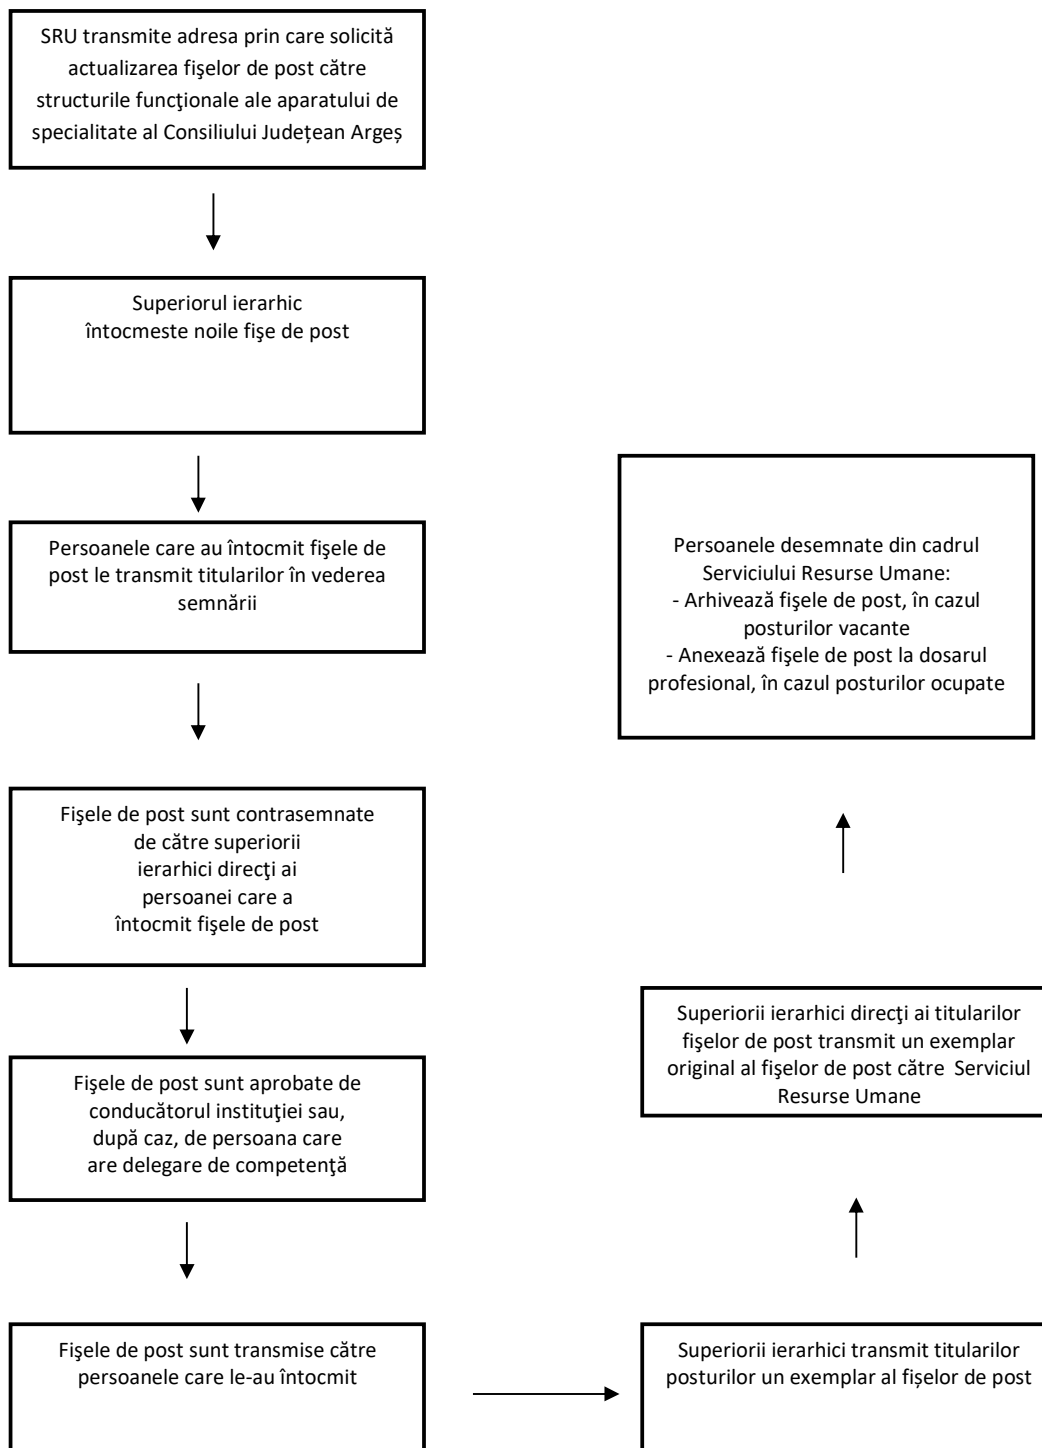 SRU transmite adresa prin care solicită
actualizarea fişelor de post către
structurile funcţionale ale aparatului de
specialitate al Consiliului Județean Argeș
Superiorul ierarhic
întocmeste noile fişe de post
Persoanele care au întocmit fişele de
post le transmit titularilor în vederea
semnării
Fişele de post sunt contrasemnate
de către superiorii
ierarhici direcţi ai
persoanei care a
întocmit fişele de post
Fişele de post sunt aprobate de
conducătorul instituţiei sau,
după caz, de persoana care
are delegare de competenţă
Fişele de post sunt transmise către
persoanele care le-au întocmit
Superiorii ierarhici transmit titularilor
posturilor un exemplar al fișelor de post
Superiorii ierarhici direcţi ai titularilor
fişelor de post transmit un exemplar
original al fişelor de post către Serviciul
Resurse Umane
Persoanele desemnate din cadrul
Serviciului Resurse Umane:
- Arhivează fişele de post, în cazul
posturilor vacante
- Anexează fişele de post la dosarul
profesional, în cazul posturilor ocupate